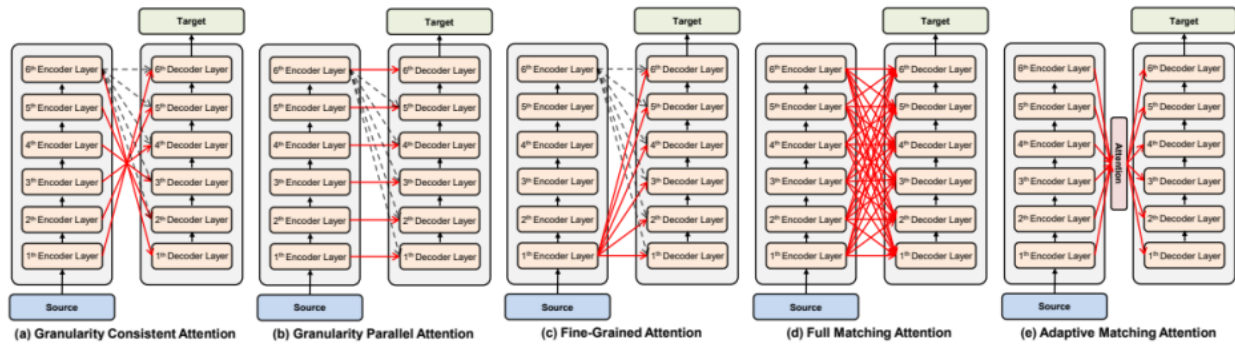 Target
6th Encoder Layer
6th Decoder Layer
5th Encoder Layer
5th Decoder Layer
4th Encoder Layer
4th Decoder Layer
3th Encoder Layer
3th Decoder Layer
2th Encoder Layer
2th Decoder Layer
1th Encoder Layer
1th Decoder Layer
Source
(a) Granularity Consistent Attention
Target
6th Encoder Layer
6th Decoder Layer
5th Encoder Layer
5th Decoder Layer
4th Encoder Layer
4th Decoder Layer
3th Encoder Layer
3th Decoder Layer
2th Encoder Layer
2th Decoder Layer
1th Encoder Layer
1th Decoder Layer
Source
(b) Granularity Parallel Attention
Target
6th Encoder Layer
6th Decoder Layer
5th Encoder Layer
5th Decoder Layer
4th Encoder Layer
4th Decoder Layer
3th Encoder Layer
3th Decoder Layer
2th Encoder Layer
2th Decoder Layer
1th Encoder Layer
1th Decoder Layer
Source
(c) Fine-Grained Attention
Target
6th Encoder Layer
6th Decoder Layer
5th Encoder Layer
5th Decoder Layer
4th Encoder Layer
4th Decoder Layer
3th Encoder Layer
3th Decoder Layer
2th Encoder Layer
2th Decoder Layer
1th Encoder Layer
1th Decoder Layer
Source
(d) Full Matching Attention
Target
6th Encoder Layer
6th Decoder Layer
5th Encoder Layer
5th Decoder Layer
4th Encoder Layer
4th Decoder Layer
Attention
3th Encoder Layer
3th Decoder Layer
2th Encoder Layer
2th Decoder Layer
1th Encoder Layer
1th Decoder Layer
Source
(e) Adaptive Matching Attention